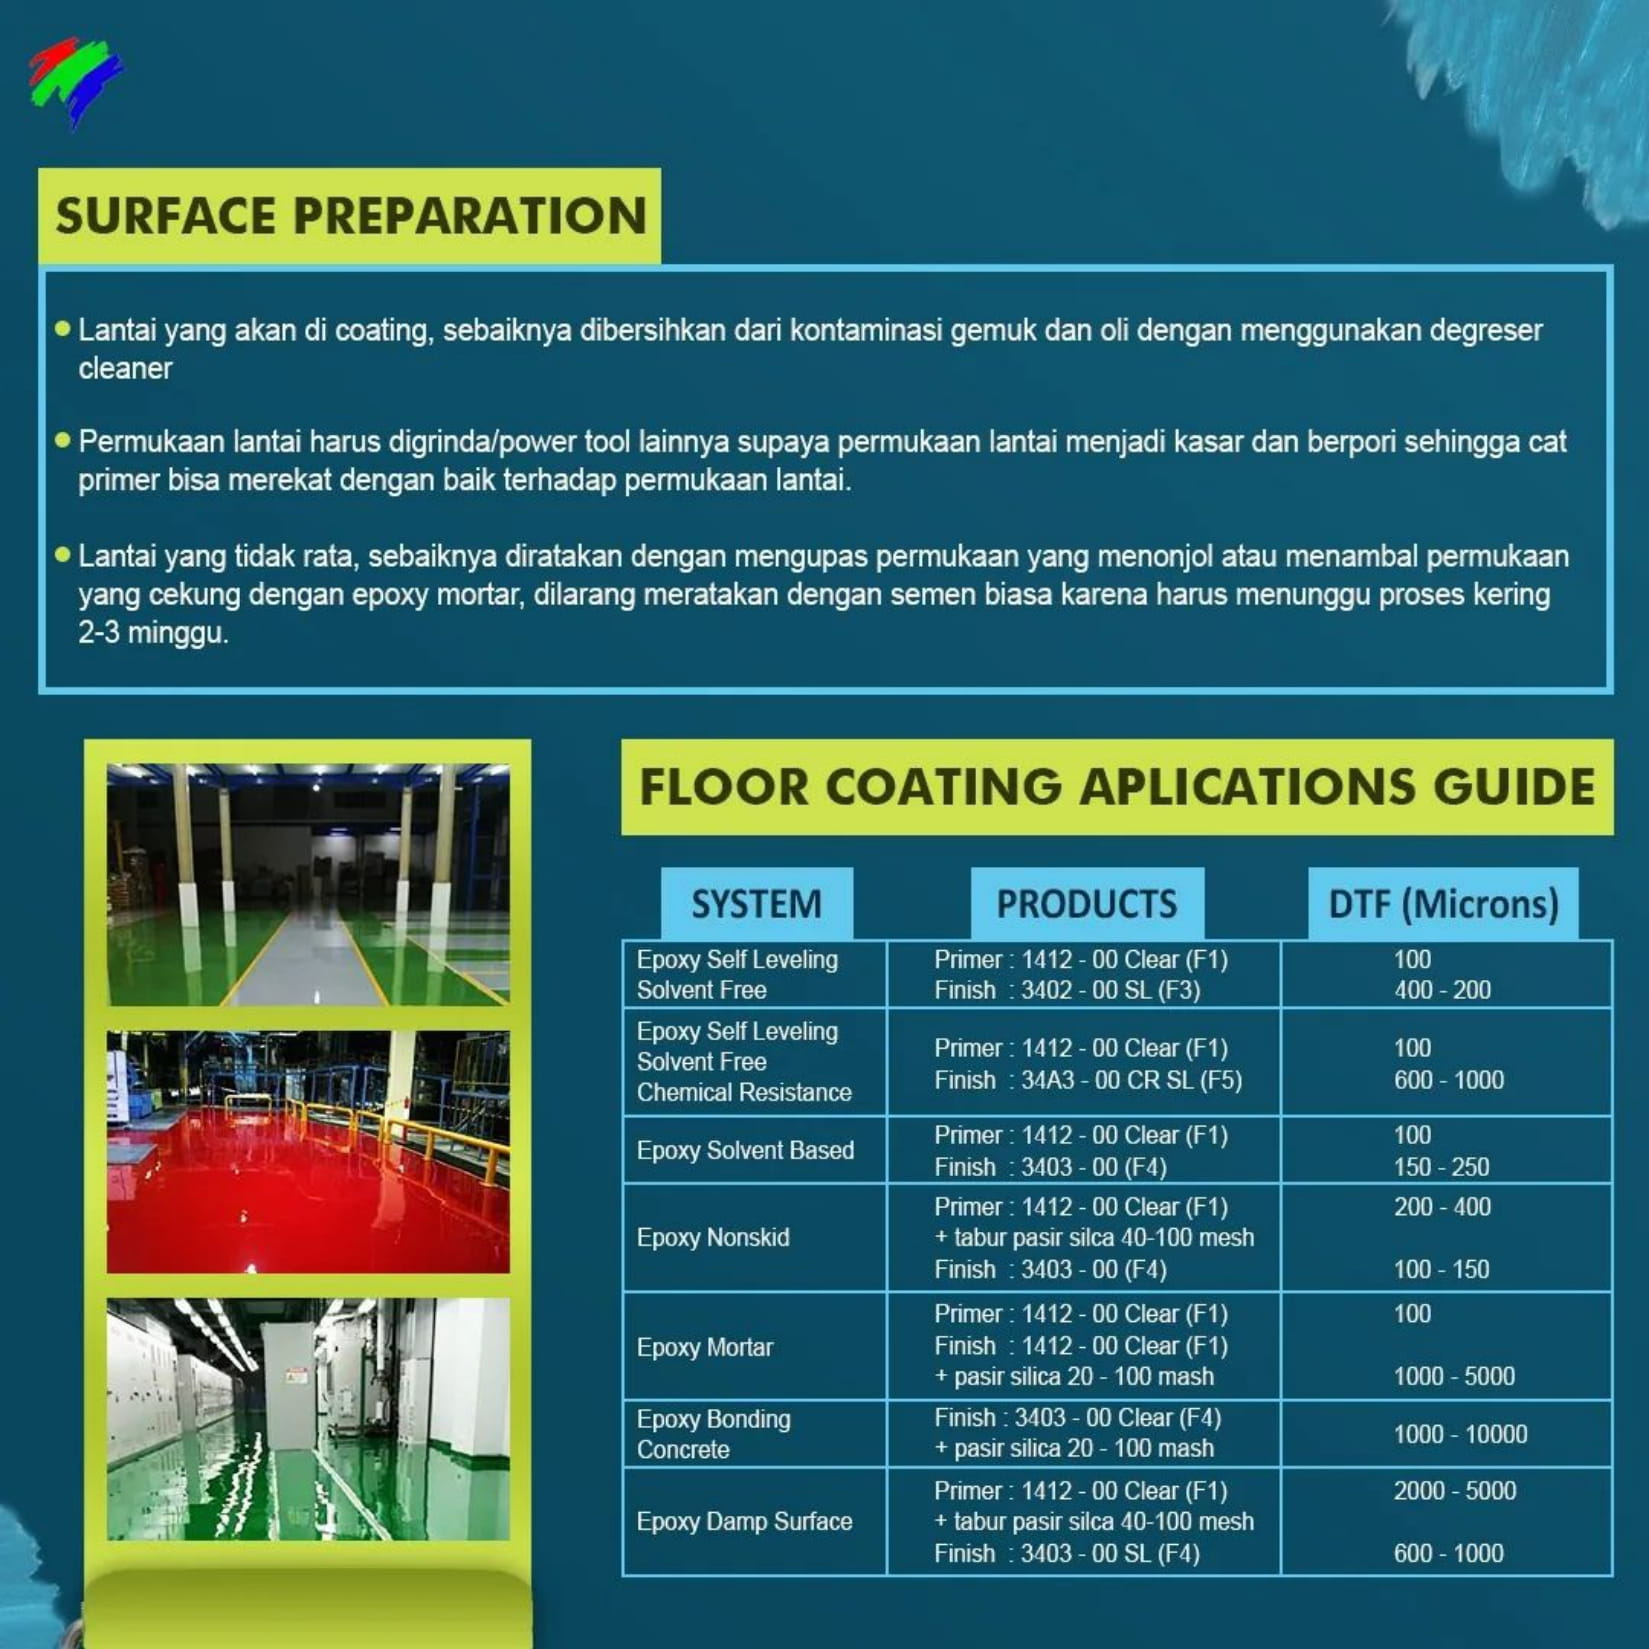 SURFACE PREPARATION
Lantai yang akan di coating, sebaiknya dibersihkan dari kontaminasi gemuk dan oli dengan menggunakan degreser
cleaner
Permukaan lantai harus digrinda/power tool lainnya supaya permukaan lantai menjadi kasar dan berpori sehingga cat
primer bisa merekat dengan baik terhadap permukaan lantai.
Lantai yang tidak rata, sebaiknya diratakan dengan mengupas permukaan yang menonjol atau menambal permukaan
yang cekung dengan epoxy mortar, dilarang meratakan dengan semen biasa karena harus menunggu proses kering
2-3 minggu.
FLOOR COATING APLICATIONS GUIDE
SYSTEM PRODUCTS DTF (Microns)
Epoxy Self Leveling Primer : 1412 - 00 Clear (F1) 100
Solvent Free Finish : 3402 - 00 SL (F3) 400 - 200
Epoxy Self Leveling
Solvent Free Primer : 1412 - 00 Clear (F1) 100
Chemical Resistance Finish : 34A3 - 00 CR SL (F5) 600 - 1000
Epoxy Solvent Based Primer : 1412 - 00 Clear (F1) 100
Finish : 3403 - 00 (F4) 150 - 250
Primer : 1412 - 00 Clear (F1) 200 - 400
Epoxy Nonskid + tabur pasir silca 40-100 mesh
Finish : 3403 - 00 (F4) 100 - 150
Primer : 1412 - 00 Clear (F1) 100
Epoxy Mortar Finish : 1412 - 00 Clear (F1)
+ pasir silica 20 - 100 mash 1000 - 5000
Epoxy Bonding Finish : 3403 - 00 Clear (F4) 1000 - 10000
Concrete + pasir silica 20 - 100 mash
Primer : 1412 - 00 Clear (F1) 2000 - 5000
Epoxy Damp Surface + tabur pasir silca 40-100 mesh
Finish : 3403 - 00 SL (F4) 600 - 1000